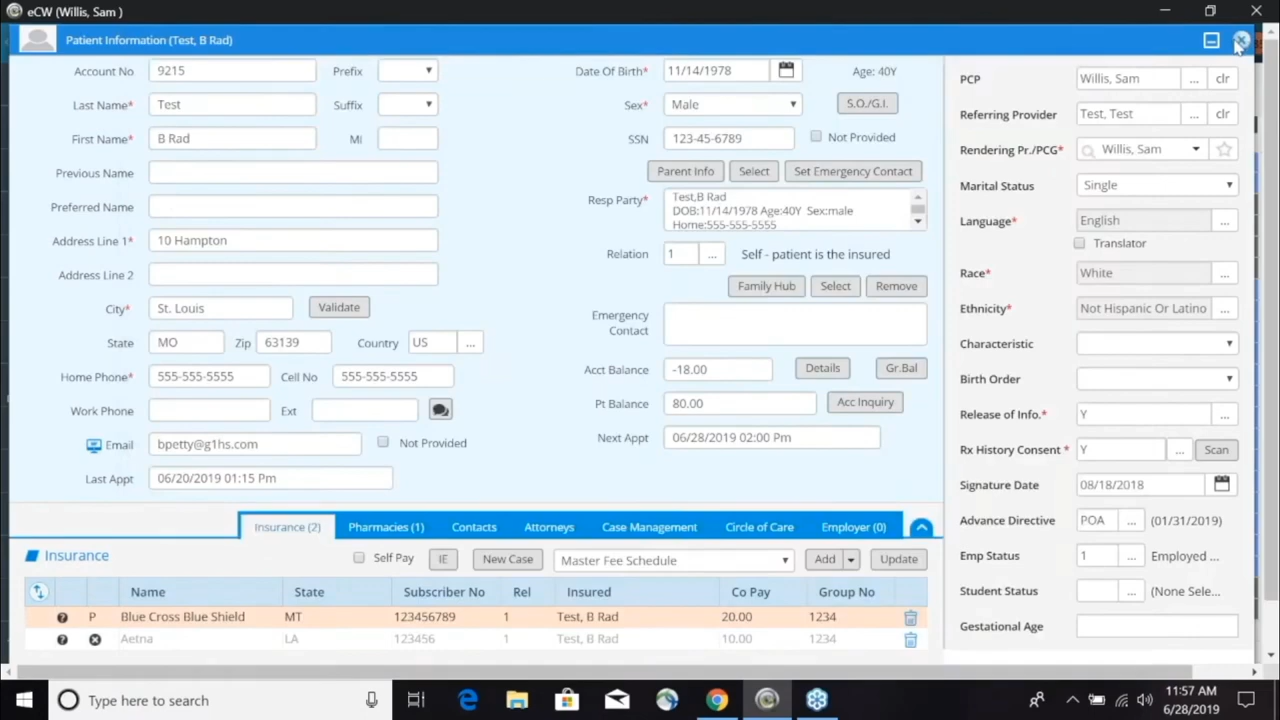 eCW (Willis, Sam )
Patient Information (Test, B Rad)
Account No 9215 Prefix Date Of Birth* 11/14/1978 Age: 40Y PCP Willis, Sam ... clr
Last Name* Test Suffix Sex* Male S.O./G.I. Referring Provider Test, Test ... clr
First Name* B Rad MI SSN 123-45-6789 Not Provided Rendering Pr./PCG* Willis, Sam
Previous Name Parent Info Select Set Emergency Contact Marital Status Single
Preferred Name Resp Party* Test,B Rad
DOB:11/14/1978 Age:40Y Sex:male
Home:555-555-5555
Language* English ...
Translator
Address Line 1* 10 Hampton Relation 1 ... Self - patient is the insured
Address Line 2 Family Hub Select Remove Race* White ...
City* St. Louis Validate Emergency Contact Ethnicity* Not Hispanic Or Latino ...
State MO Zip 63139 Country US ... Characteristic
Home Phone* 555-555-5555 Cell No 555-555-5555 Acct Balance -18.00 Details Gr.Bal Birth Order
Work Phone Ext Pt Balance 80.00 Acc Inquiry Release of Info.* Y ...
Email bpetty@g1hs.com Not Provided Next Appt 06/28/2019 02:00 Pm Rx History Consent * Y ... Scan
Last Appt 06/20/2019 01:15 Pm Signature Date 08/18/2018
Insurance (2) Pharmacies (1) Contacts Attorneys Case Management Circle of Care Employer (0) Advance Directive POA ... (01/31/2019)
Insurance Self Pay IE New Case Master Fee Schedule Add Update Emp Status 1 ... Employed ...
Name State Subscriber No Rel Insured Co Pay Group No Student Status ... (None Sele...
P Blue Cross Blue Shield MT 123456789 1 Test, B Rad 20.00 1234 Gestational Age
Aetna LA 123456 1 Test, B Rad 10.00 1234
Type here to search 11:57 AM
6/28/2019